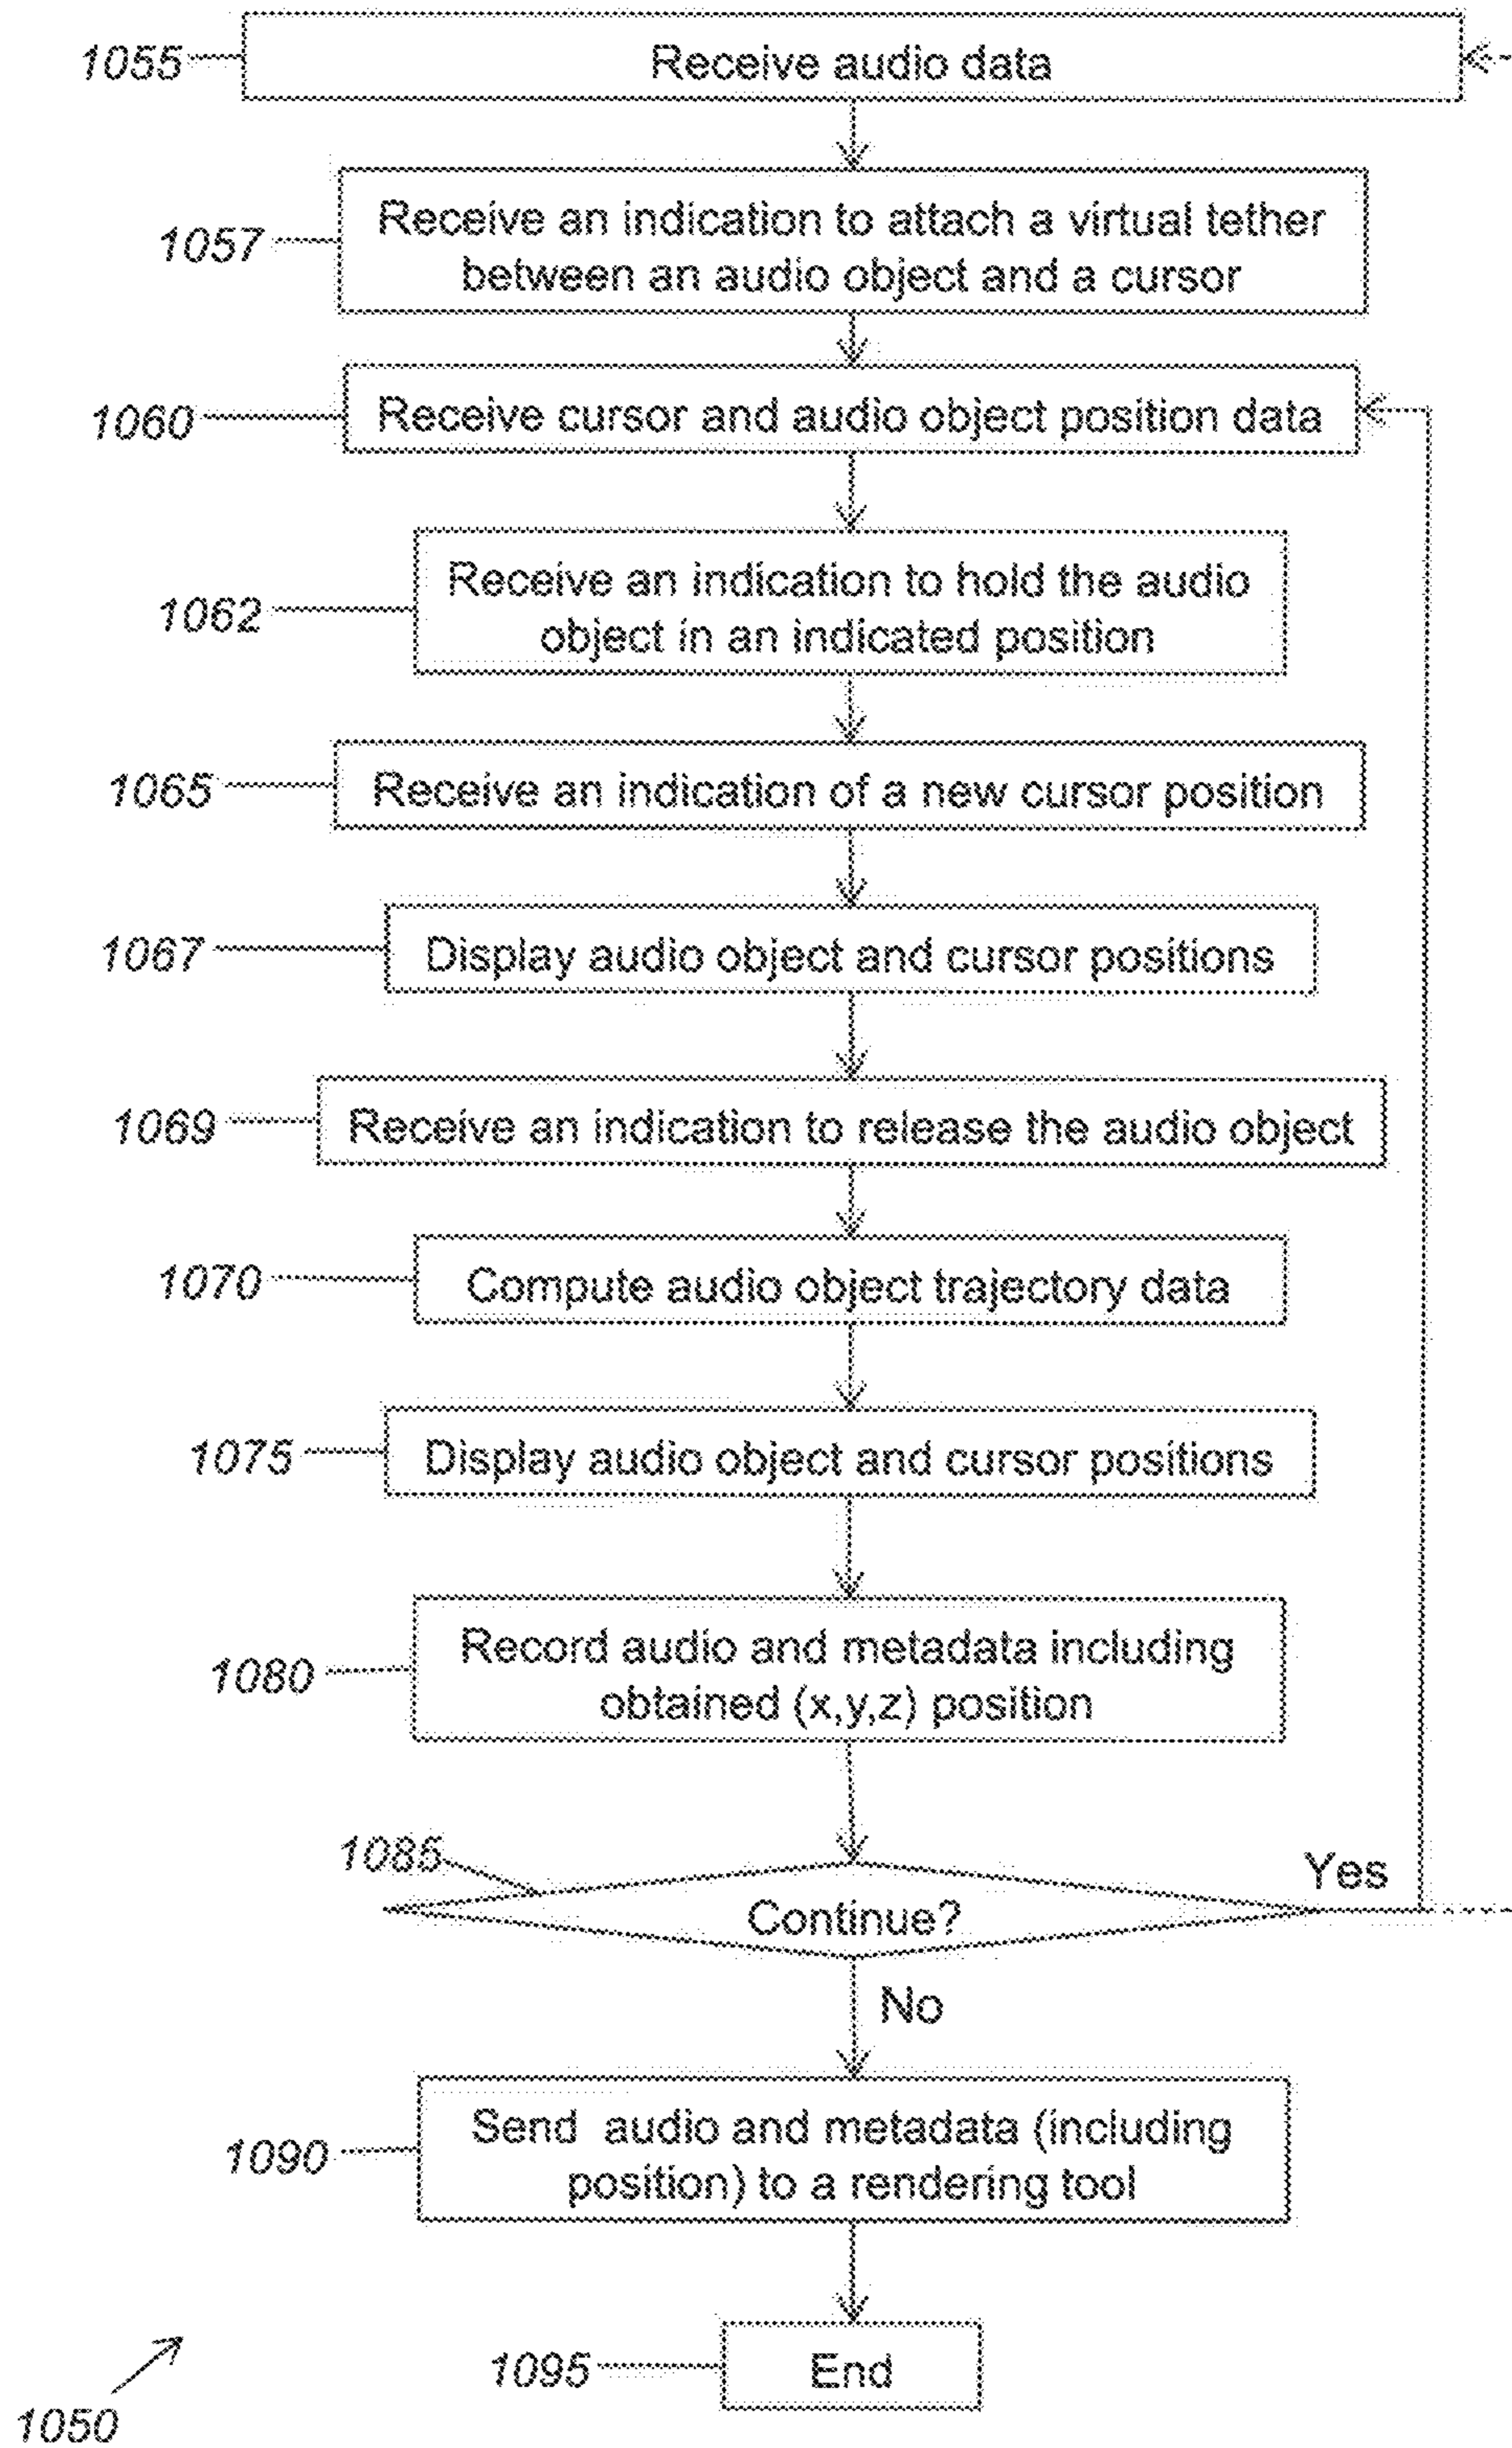 1055
Receive audio data
1057
Receive an indication to attach a virtual tether
between an audio object and a cursor
1060
Receive cursor and audio object position data
1062
Receive an indication to hold the audio
object in an indicated position
1065
Receive an indication of a new cursor position
1067
Display audio object and cursor positions
1069
Receive an indication to release the audio object
1070
Compute audio object trajectory data
1075
Display audio object and cursor positions
1080
Record audio and metadata including
obtained (x,y,z) position
1085
Continue?
Yes
No
1090
Send audio and metadata (including
position) to a rendering tool
1095
End
1050